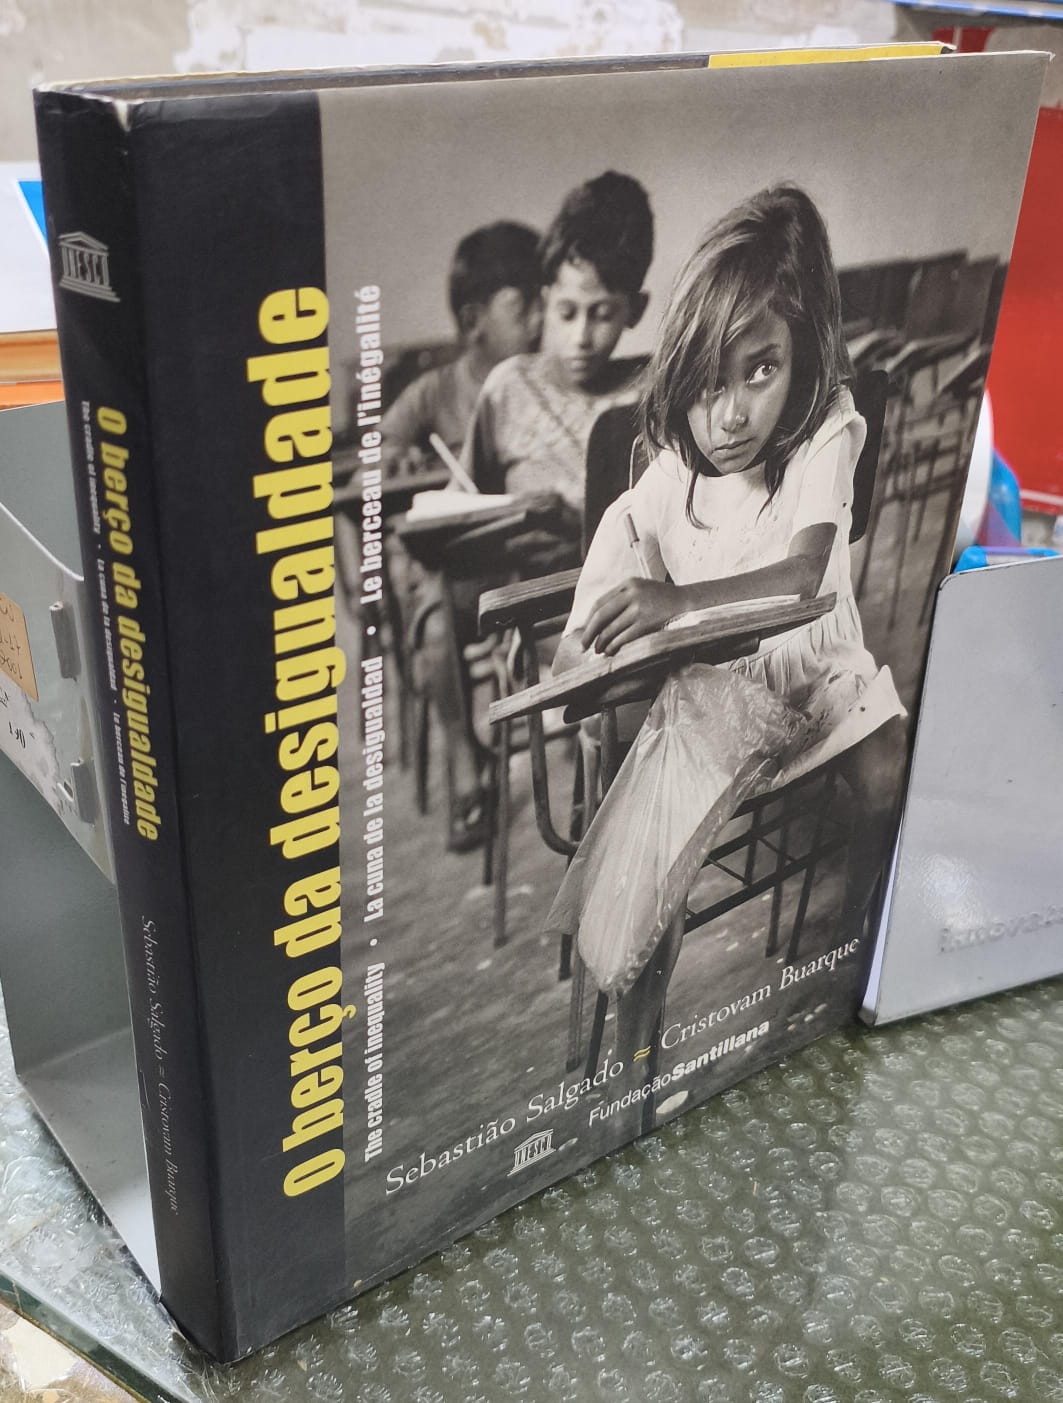 UNESCO
O berço da desigualdade
The cradle of inequality • La cuna de la desigualdad • Le berceau de l'inégalité
Sebastião Salgado = Cristovam Buarque
O berço da desigualdade
The cradle of inequality • La cuna de la desigualdad • Le berceau de l'inégalité
Sebastião Salgado ≈ Cristovam Buarque
UNESCO
FundaçãoSantillana